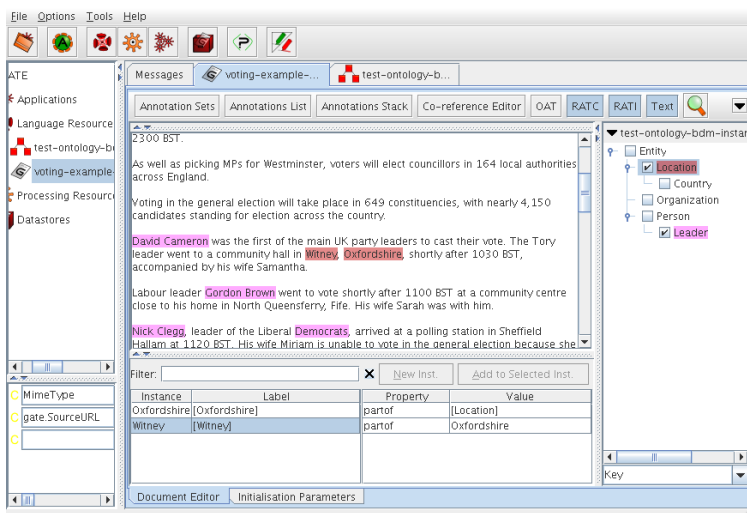 File Options Tools Help
Messages voting-example-... test-ontology-b...
ATE
Applications
Language Resource
test-ontology-b
voting-example
Processing Resourc
Datastores
Annotation Sets Annotations List Annotations Stack Co-reference Editor OAT RATC RATI Text
2300 BST.
As well as picking MPs for Westminster, voters will elect councillors in 164 local authorities
across England.
Voting in the general election will take place in 649 constituencies, with nearly 4,150
candidates standing for election across the country.
David Cameron was the first of the main UK party leaders to cast their vote. The Tory
leader went to a community hall in Witney, Oxfordshire, shortly after 1030 BST,
accompanied by his wife Samantha.
Labour leader Gordon Brown went to vote shortly after 1100 BST at a community centre
close to his home in North Queensferry, Fife. His wife Sarah was with him.
Nick Clegg, leader of the Liberal Democrats, arrived at a polling station in Sheffield
Hallam at 1120 BST. His wife Miriam is unable to vote in the general election because she
test-ontology-bdm-instar
Entity
Location
Country
Organization
Person
Leader
Filter: New Inst. Add to Selected Inst.
Instance Label Property Value
Oxfordshire [Oxfordshire] partof [Location]
Witney [Witney] partof Oxfordshire
C MimeType
C gate.SourceURL
C
Key
Document Editor Initialisation Parameters